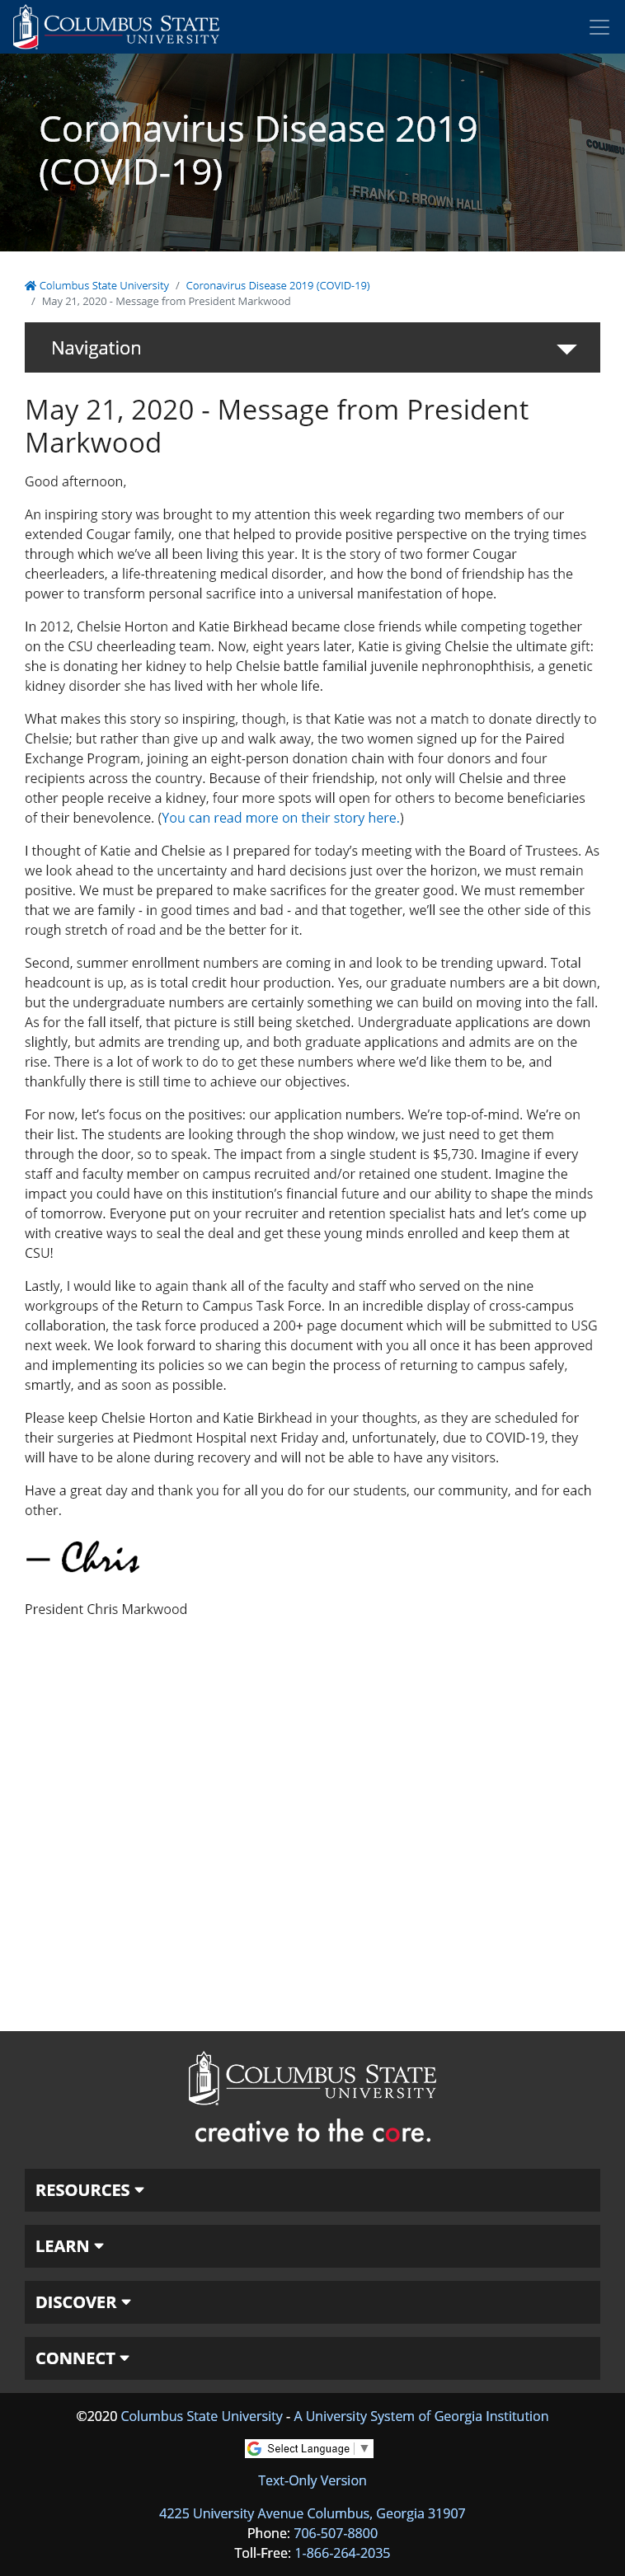 COLUMBUS STATE
UNIVERSITY
Coronavirus Disease 2019
(COVID-19)
COLUMBU
FRANK D. BROWN HALL
Columbus State University / Coronavirus Disease 2019 (COVID-19)
/ May 21, 2020 - Message from President Markwood
Navigation
May 21, 2020 - Message from President
Markwood
Good afternoon,
An inspiring story was brought to my attention this week regarding two members of our
extended Cougar family, one that helped to provide positive perspective on the trying times
through which we’ve all been living this year. It is the story of two former Cougar
cheerleaders, a life-threatening medical disorder, and how the bond of friendship has the
power to transform personal sacrifice into a universal manifestation of hope.
In 2012, Chelsie Horton and Katie Birkhead became close friends while competing together
on the CSU cheerleading team. Now, eight years later, Katie is giving Chelsie the ultimate gift:
she is donating her kidney to help Chelsie battle familial juvenile nephronophthisis, a genetic
kidney disorder she has lived with her whole life.
What makes this story so inspiring, though, is that Katie was not a match to donate directly to
Chelsie; but rather than give up and walk away, the two women signed up for the Paired
Exchange Program, joining an eight-person donation chain with four donors and four
recipients across the country. Because of their friendship, not only will Chelsie and three
other people receive a kidney, four more spots will open for others to become beneficiaries
of their benevolence. (You can read more on their story here.)
I thought of Katie and Chelsie as I prepared for today’s meeting with the Board of Trustees. As
we look ahead to the uncertainty and hard decisions just over the horizon, we must remain
positive. We must be prepared to make sacrifices for the greater good. We must remember
that we are family - in good times and bad - and that together, we’ll see the other side of this
rough stretch of road and be the better for it.
Second, summer enrollment numbers are coming in and look to be trending upward. Total
headcount is up, as is total credit hour production. Yes, our graduate numbers are a bit down,
but the undergraduate numbers are certainly something we can build on moving into the fall.
As for the fall itself, that picture is still being sketched. Undergraduate applications are down
slightly, but admits are trending up, and both graduate applications and admits are on the
rise. There is a lot of work to do to get these numbers where we’d like them to be, and
thankfully there is still time to achieve our objectives.
For now, let’s focus on the positives: our application numbers. We’re top-of-mind. We’re on
their list. The students are looking through the shop window, we just need to get them
through the door, so to speak. The impact from a single student is $5,730. Imagine if every
staff and faculty member on campus recruited and/or retained one student. Imagine the
impact you could have on this institution’s financial future and our ability to shape the minds
of tomorrow. Everyone put on your recruiter and retention specialist hats and let’s come up
with creative ways to seal the deal and get these young minds enrolled and keep them at
CSU!
Lastly, I would like to again thank all of the faculty and staff who served on the nine
workgroups of the Return to Campus Task Force. In an incredible display of cross-campus
collaboration, the task force produced a 200+ page document which will be submitted to USG
next week. We look forward to sharing this document with you all once it has been approved
and implementing its policies so we can begin the process of returning to campus safely,
smartly, and as soon as possible.
Please keep Chelsie Horton and Katie Birkhead in your thoughts, as they are scheduled for
their surgeries at Piedmont Hospital next Friday and, unfortunately, due to COVID-19, they
will have to be alone during recovery and will not be able to have any visitors.
Have a great day and thank you for all you do for our students, our community, and for each
other.
— Chris
President Chris Markwood
COLUMBUS STATE
UNIVERSITY
creative to the core.
RESOURCES
LEARN
DISCOVER
CONNECT
©2020 Columbus State University - A University System of Georgia Institution
Select Language ▼
Text-Only Version
4225 University Avenue Columbus, Georgia 31907
Phone: 706-507-8800
Toll-Free: 1-866-264-2035